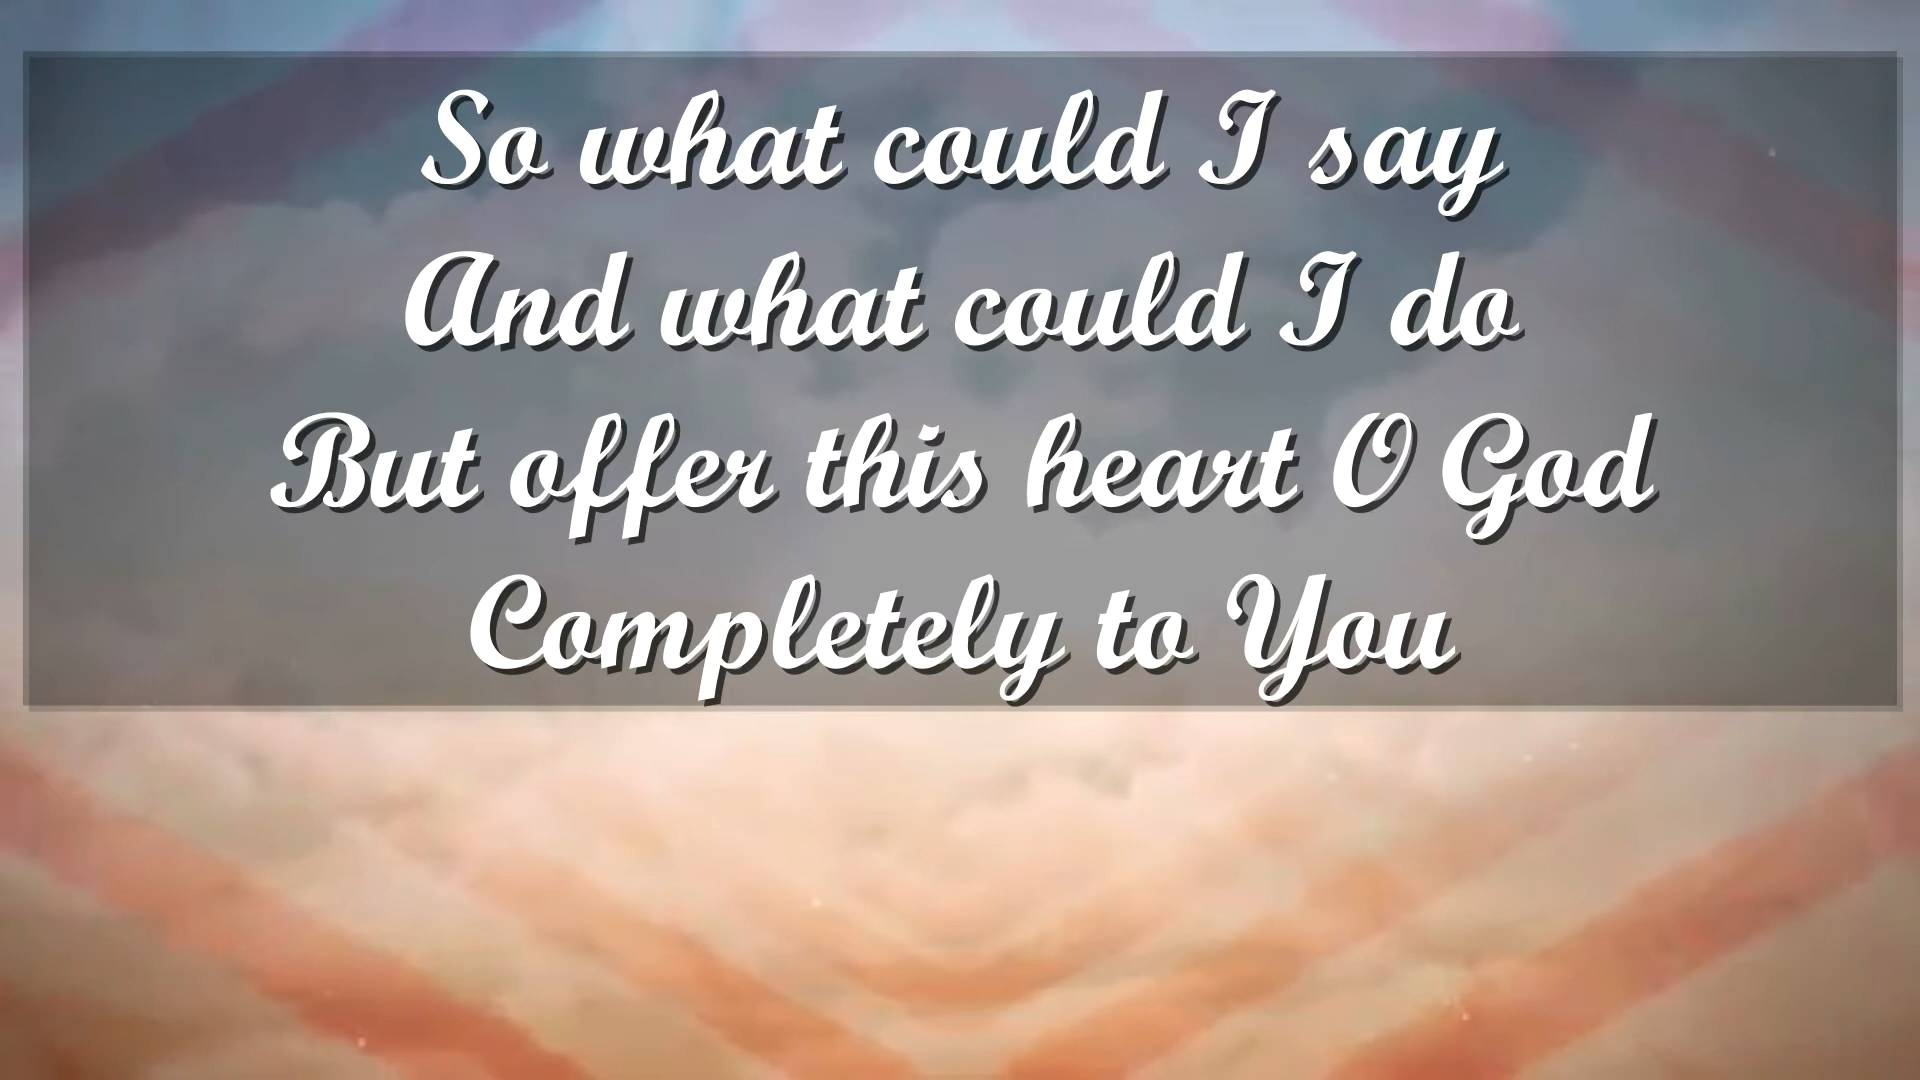 So what could I say
And what could I do
But offer this heart O God
Completely to You